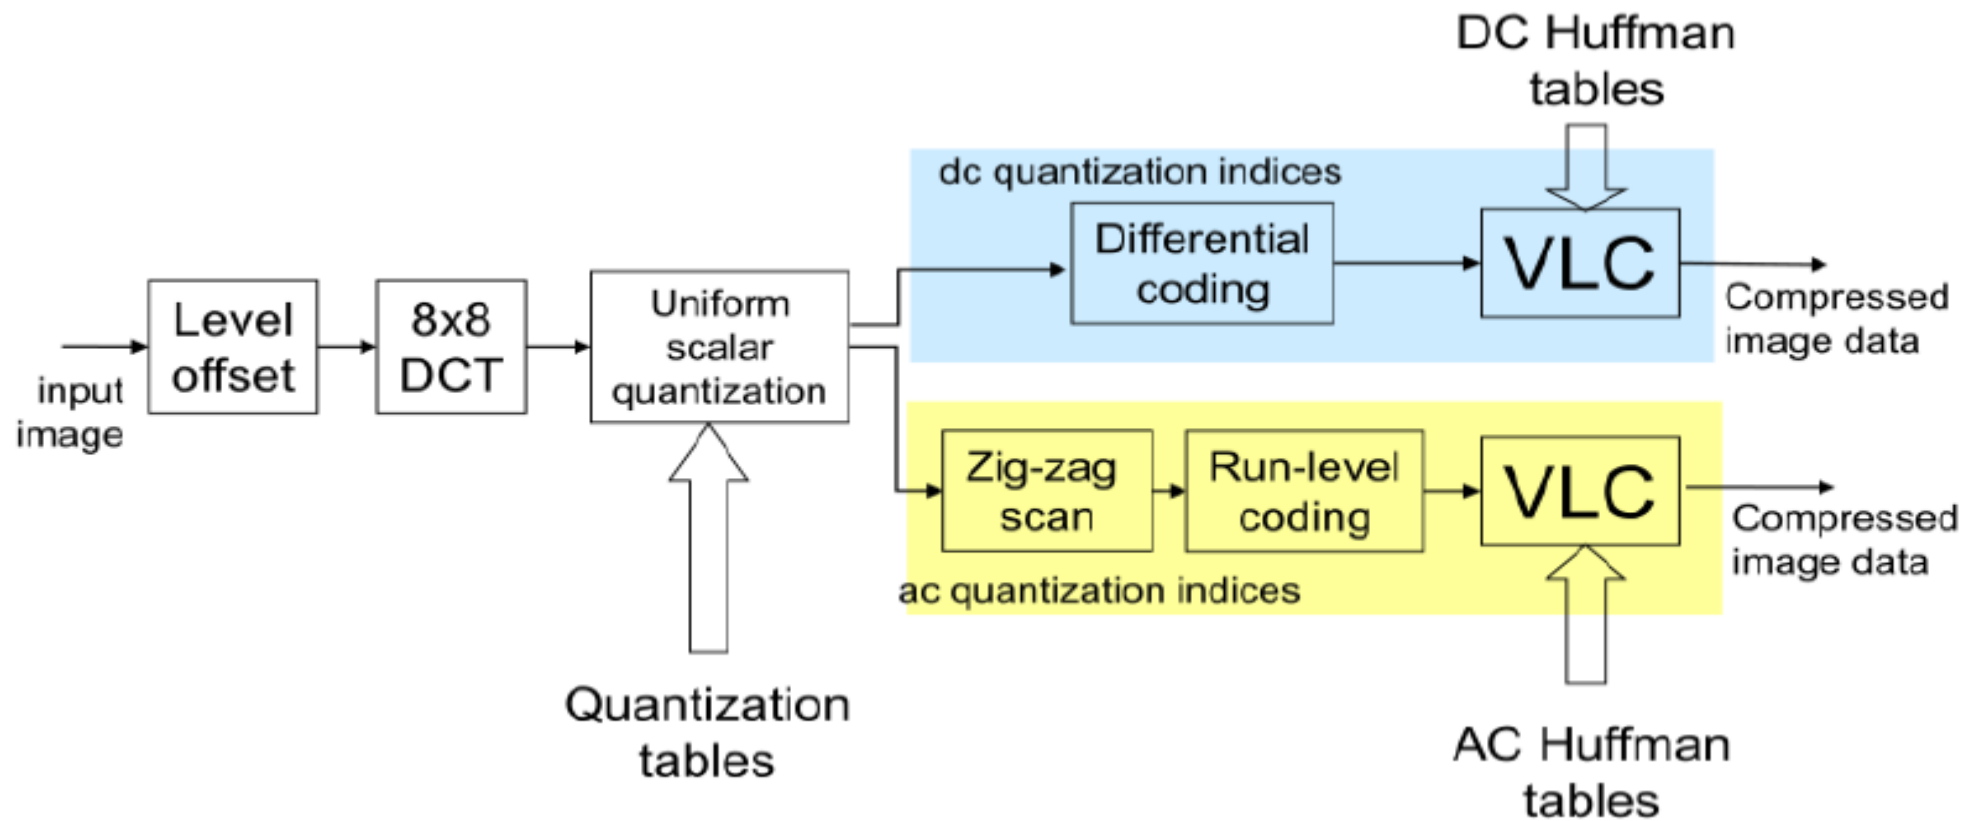 DC Huffman
tables
dc quantization indices
Differential
coding
VLC
Compressed
image data
input
image
Level
offset
8x8
DCT
Uniform
scalar
quantization
Zig-zag
scan
Run-level
coding
VLC
Compressed
image data
ac quantization indices
Quantization
tables
AC Huffman
tables